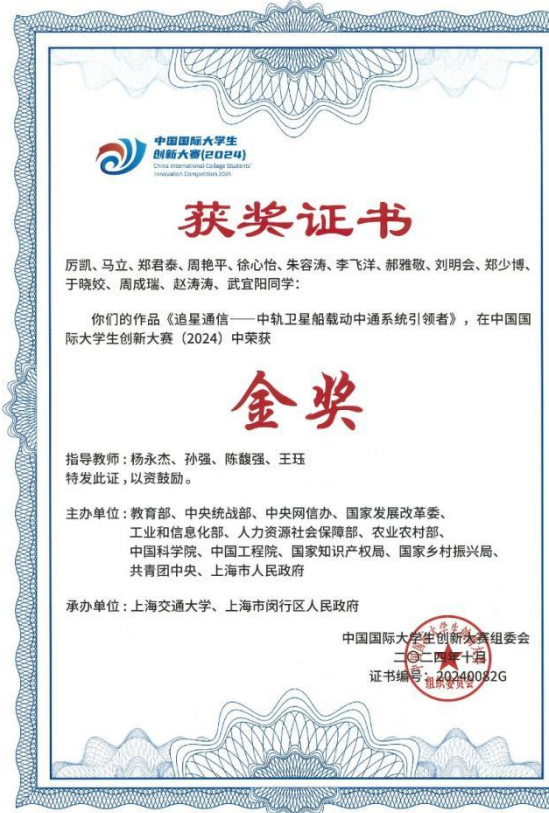 中国国际大学生
创新大赛(2024)
China International College Students'
Innovation Competition 2024
获奖证书
厉凯、马立、郑君泰、周艳平、徐心怡、朱容涛、李飞洋、郝雅敬、刘明会、郑少博、
于晓姣、周成瑞、赵涛涛、武宜阳同学：
你们的作品《追星通信——中轨卫星船载动中通系统引领者》，在中国国
际大学生创新大赛（2024）中荣获
金奖
指导教师：杨永杰、孙强、陈馥强、王珏
特发此证，以资鼓励。
主办单位：教育部、中央统战部、中央网信办、国家发展改革委、
工业和信息化部、人力资源社会保障部、农业农村部、
中国科学院、中国工程院、国家知识产权局、国家乡村振兴局、
共青团中央、上海市人民政府
承办单位：上海交通大学、上海市闵行区人民政府
中国国际大学生创新大赛组委会
二〇二四年十月
证书编号：20240082G
组织委员会